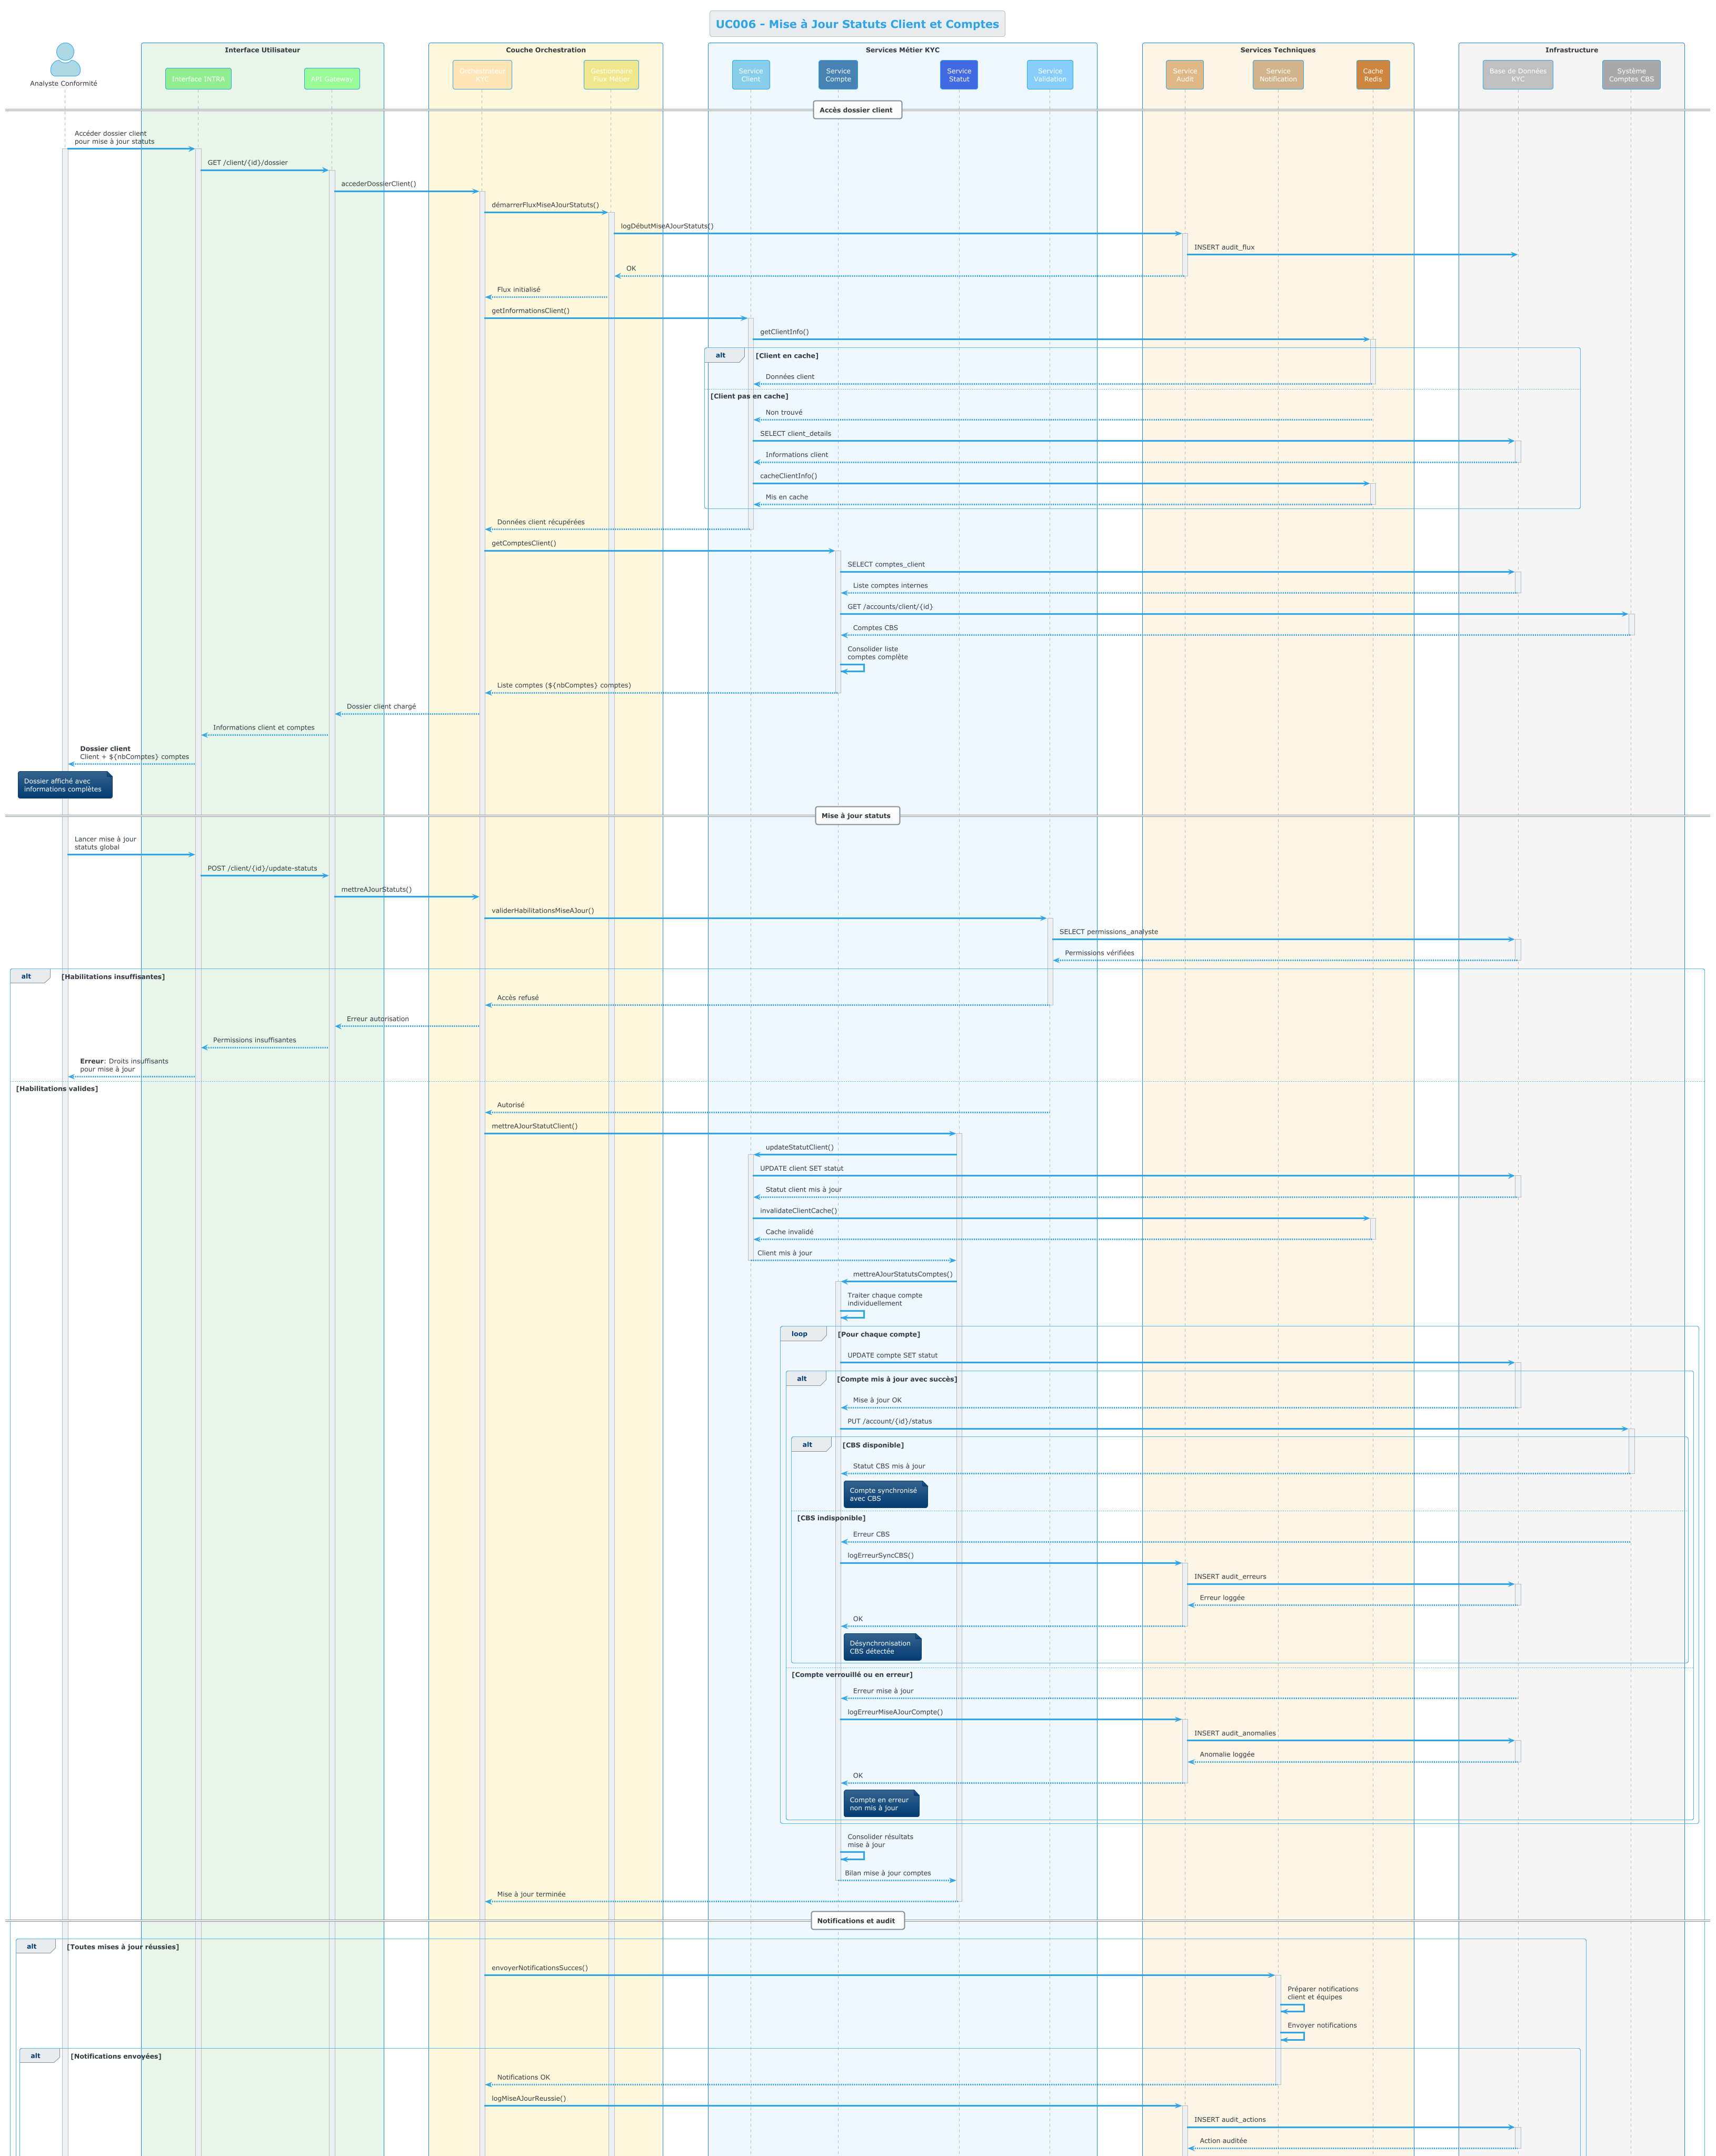 UC006 - Mise à Jour Statuts Client et Comptes
Interface Utilisateur
Couche Orchestration
Services Métier KYC
Services Techniques
Infrastructure
Analyste Conformité
Interface INTRA
API Gateway
Orchestrateur
KYC
Gestionnaire
Flux Métier
Service
Client
Service
Compte
Service
Statut
Service
Validation
Service
Audit
Service
Notification
Cache
Redis
Base de Données
KYC
Système
Comptes CBS
Accès dossier client
Accéder dossier client
pour mise à jour statuts
GET /client/{id}/dossier
accederDossierClient()
démarrerFluxMiseAJourStatuts()
logDébutMiseAJourStatuts()
INSERT audit_flux
OK
Flux initialisé
getInformationsClient()
getClientInfo()
alt
[Client en cache]
Données client
[Client pas en cache]
Non trouvé
SELECT client_details
Informations client
cacheClientInfo()
Mis en cache
Données client récupérées
getComptesClient()
SELECT comptes_client
Liste comptes internes
GET /accounts/client/{id}
Comptes CBS
Consolider liste
comptes complète
Liste comptes (${nbComptes} comptes)
Dossier client chargé
Informations client et comptes
Dossier client
Client + ${nbComptes} comptes
Dossier affiché avec
informations complètes
Mise à jour statuts
Lancer mise à jour
statuts global
POST /client/{id}/update-statuts
mettreAJourStatuts()
validerHabilitationsMiseAJour()
SELECT permissions_analyste
Permissions vérifiées
alt
[Habilitations insuffisantes]
Accès refusé
Erreur autorisation
Permissions insuffisantes
Erreur: Droits insuffisants
pour mise à jour
[Habilitations valides]
Autorisé
mettreAJourStatutClient()
updateStatutClient()
UPDATE client SET statut
Statut client mis à jour
invalidateClientCache()
Cache invalidé
Client mis à jour
mettreAJourStatutsComptes()
Traiter chaque compte
individuellement
loop
[Pour chaque compte]
UPDATE compte SET statut
alt
[Compte mis à jour avec succès]
Mise à jour OK
PUT /account/{id}/status
alt
[CBS disponible]
Statut CBS mis à jour
Compte synchronisé
avec CBS
[CBS indisponible]
Erreur CBS
logErreurSyncCBS()
INSERT audit_erreurs
Erreur loggée
OK
Désynchronisation
CBS détectée
[Compte verrouillé ou en erreur]
Erreur mise à jour
logErreurMiseAJourCompte()
INSERT audit_anomalies
Anomalie loggée
OK
Compte en erreur
non mis à jour
Consolider résultats
mise à jour
Bilan mise à jour comptes
Mise à jour terminée
Notifications et audit
alt
[Toutes mises à jour réussies]
envoyerNotificationsSucces()
Préparer notifications
client et équipes
Envoyer notifications
alt
[Notifications envoyées]
Notifications OK
logMiseAJourReussie()
INSERT audit_actions
Action auditée